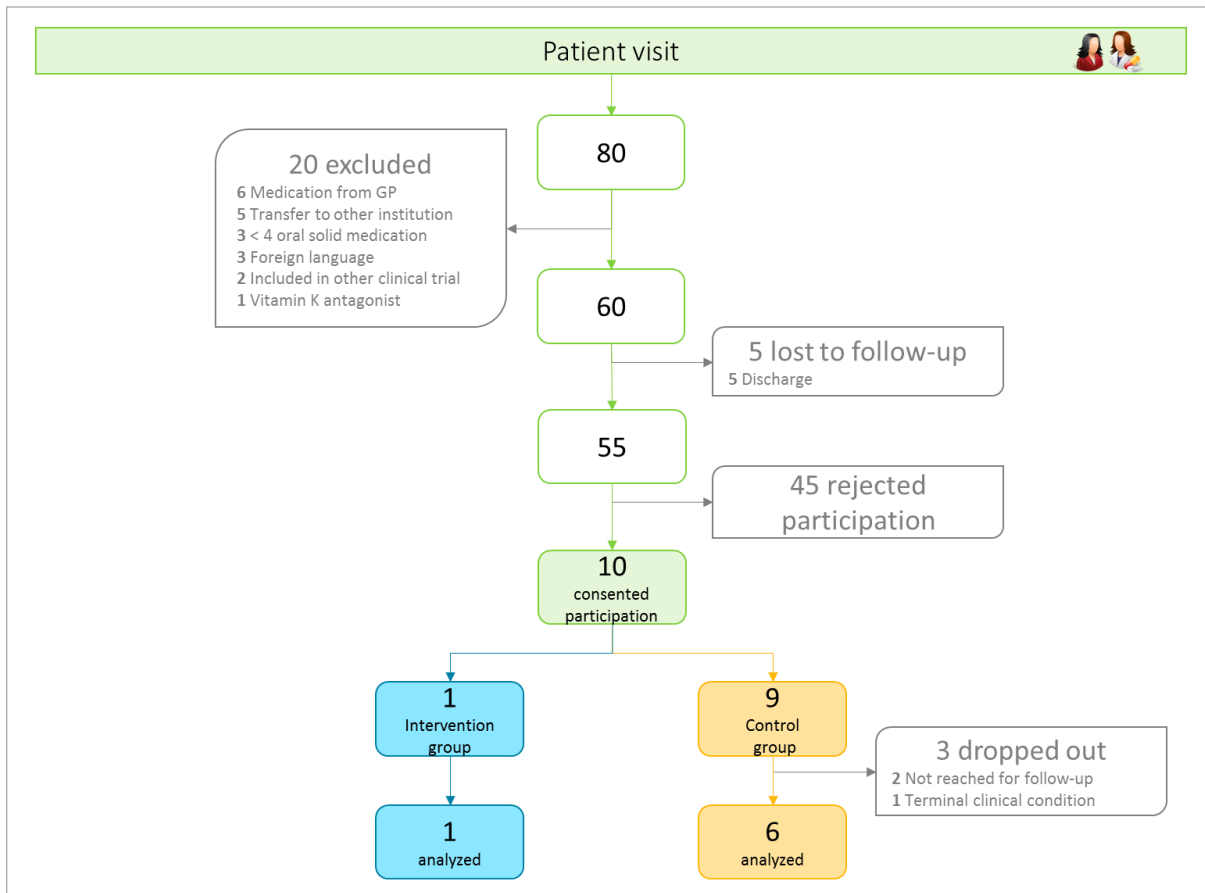 Patient visit
80
20 excluded
6 Medication from GP
5 Transfer to other institution
3 < 4 oral solid medication
3 Foreign language
2 Included in other clinical trial
1 Vitamin K antagonist
60
5 lost to follow-up
5 Discharge
55
45 rejected
participation
10
consented
participation
1
Intervention
group
9
Control
group
3 dropped out
2 Not reached for follow-up
1 Terminal clinical condition
1
analyzed
6
analyzed